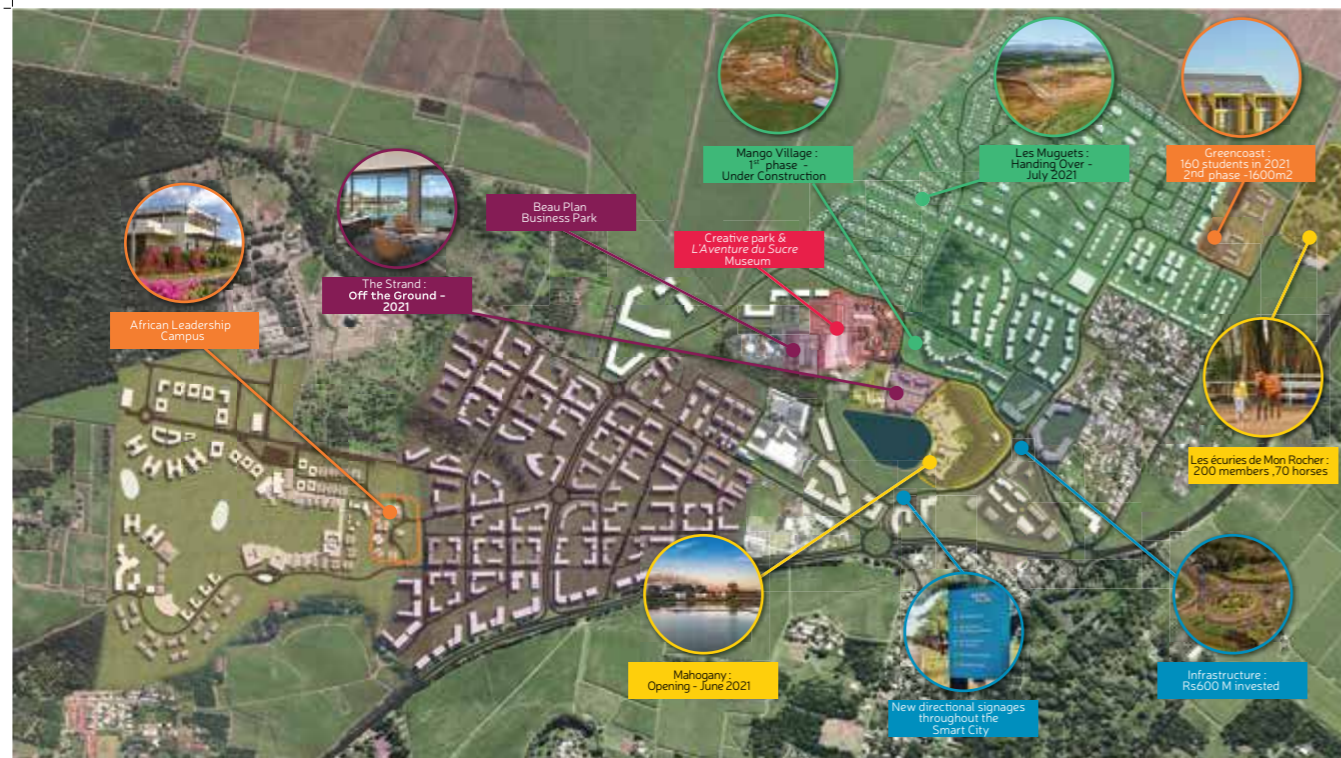 Mango Village :
1st phase -
Under Construction
Les Muguets :
Handing Over -
July 2021
Greencoast :
160 students in 2021
2nd phase -1600m2
Beau Plan
Business Park
Creative park &
L'Aventure du Sucre
Museum
The Strand :
Off the Ground -
2021
African Leadership
Campus
Les écuries de Mon Rocher :
200 members ,70 horses
Mahogany :
Opening - June 2021
New directional signages
throughout the
Smart City
Infrastructure :
Rs600 M invested